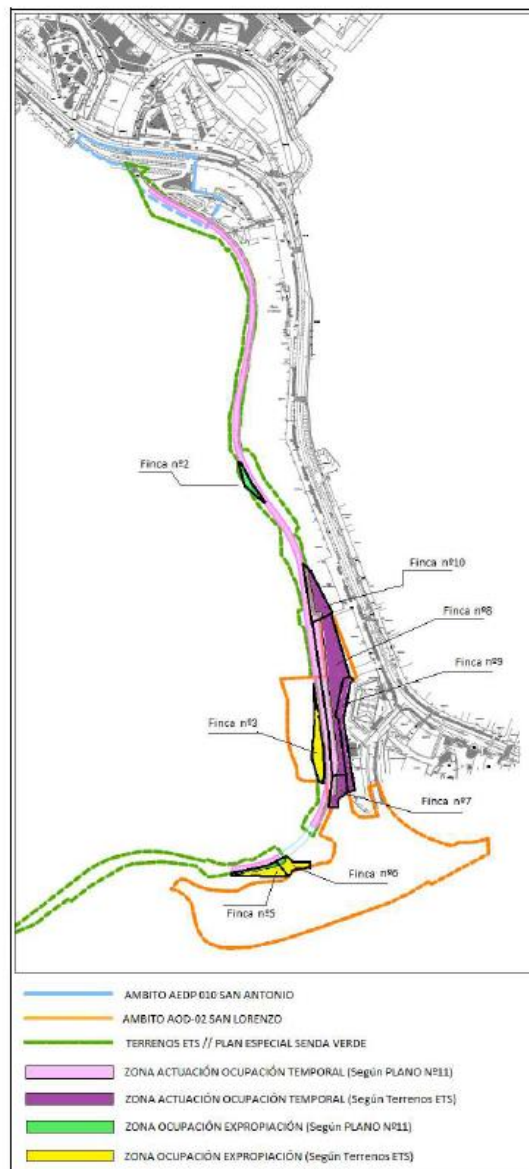 Finca nº2
Finca nº10
Finca nº8
Finca nº9
Finca nº3
Finca nº7
Finca nº6
Finca nº5
AMBITO AEDP 010 SAN ANTONIO
AMBITO AOD-02 SAN LORENZO
TERRENOS ETS // PLAN ESPECIAL SENDA VERDE
ZONA ACTUACIÓN OCUPACIÓN TEMPORAL (Según PLANO Nº11)
ZONA ACTUACIÓN OCUPACIÓN TEMPORAL (Según Terrenos ETS)
ZONA OCUPACIÓN EXPROPIACIÓN (Según PLANO Nº11)
ZONA OCUPACIÓN EXPROPIACIÓN (Según Terrenos ETS)